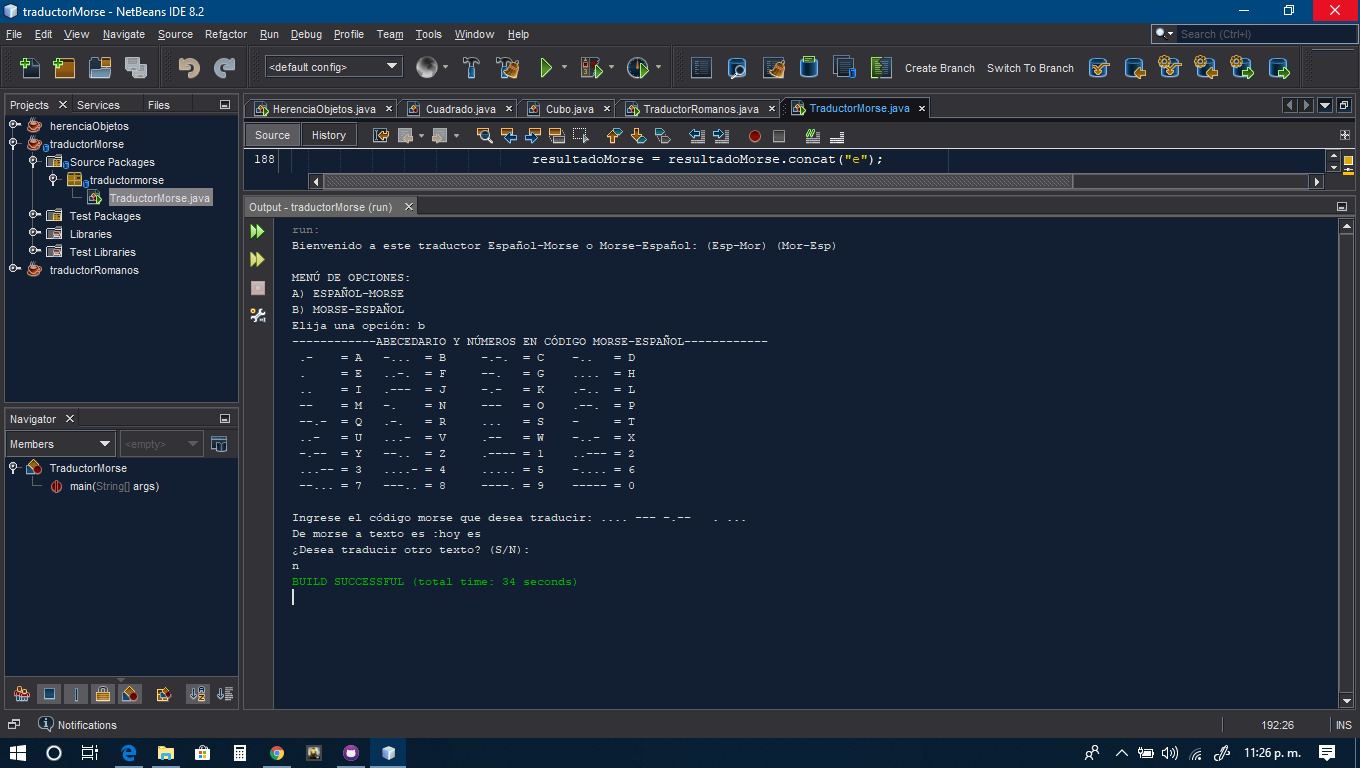 traductorMorse - NetBeans IDE 8.2
File Edit View Navigate Source Refactor Run Debug Profile Team Tools Window Help
Search (Ctrl+I)
<default config>
Create Branch Switch To Branch
Projects Services Files
herenciaObjetos
traductorMorse
Source Packages
traductormorse
TraductorMorse.java
Test Packages
Libraries
Test Libraries
traductorRomanos
Navigator
Members <empty>
TraductorMorse
main(String[] args)
HerenciaObjetos.java Cuadrado.java Cubo.java TraductorRomanos.java TraductorMorse.java
Source History
188 resultadoMorse = resultadoMorse.concat("e");
Output - traductorMorse (run)
run:
Bienvenido a este traductor Español-Morse o Morse-Español: (Esp-Mor) (Mor-Esp)
MENÚ DE OPCIONES:
A) ESPAÑOL-MORSE
B) MORSE-ESPAÑOL
Elija una opción: b
------------ABECEDARIO Y NÚMEROS EN CÓDIGO MORSE-ESPAÑOL------------
.- = A -... = B -.-. = C -.. = D
. = E ..-. = F --. = G .... = H
.. = I .--- = J -.- = K .-.. = L
-- = M -. = N --- = O .--. = P
--.- = Q .-. = R ... = S - = T
..- = U ...- = V .-- = W -..- = X
-.-- = Y --.. = Z .---- = 1 ..--- = 2
...-- = 3 ....- = 4 ..... = 5 -.... = 6
--... = 7 ---.. = 8 ----. = 9 ----- = 0
Ingrese el código morse que desea traducir: .... --- -.--   . ...
De morse a texto es :hoy es
¿Desea traducir otro texto? (S/N):
n
BUILD SUCCESSFUL (total time: 34 seconds)
Notifications
192:26 INS
11:26 p. m.